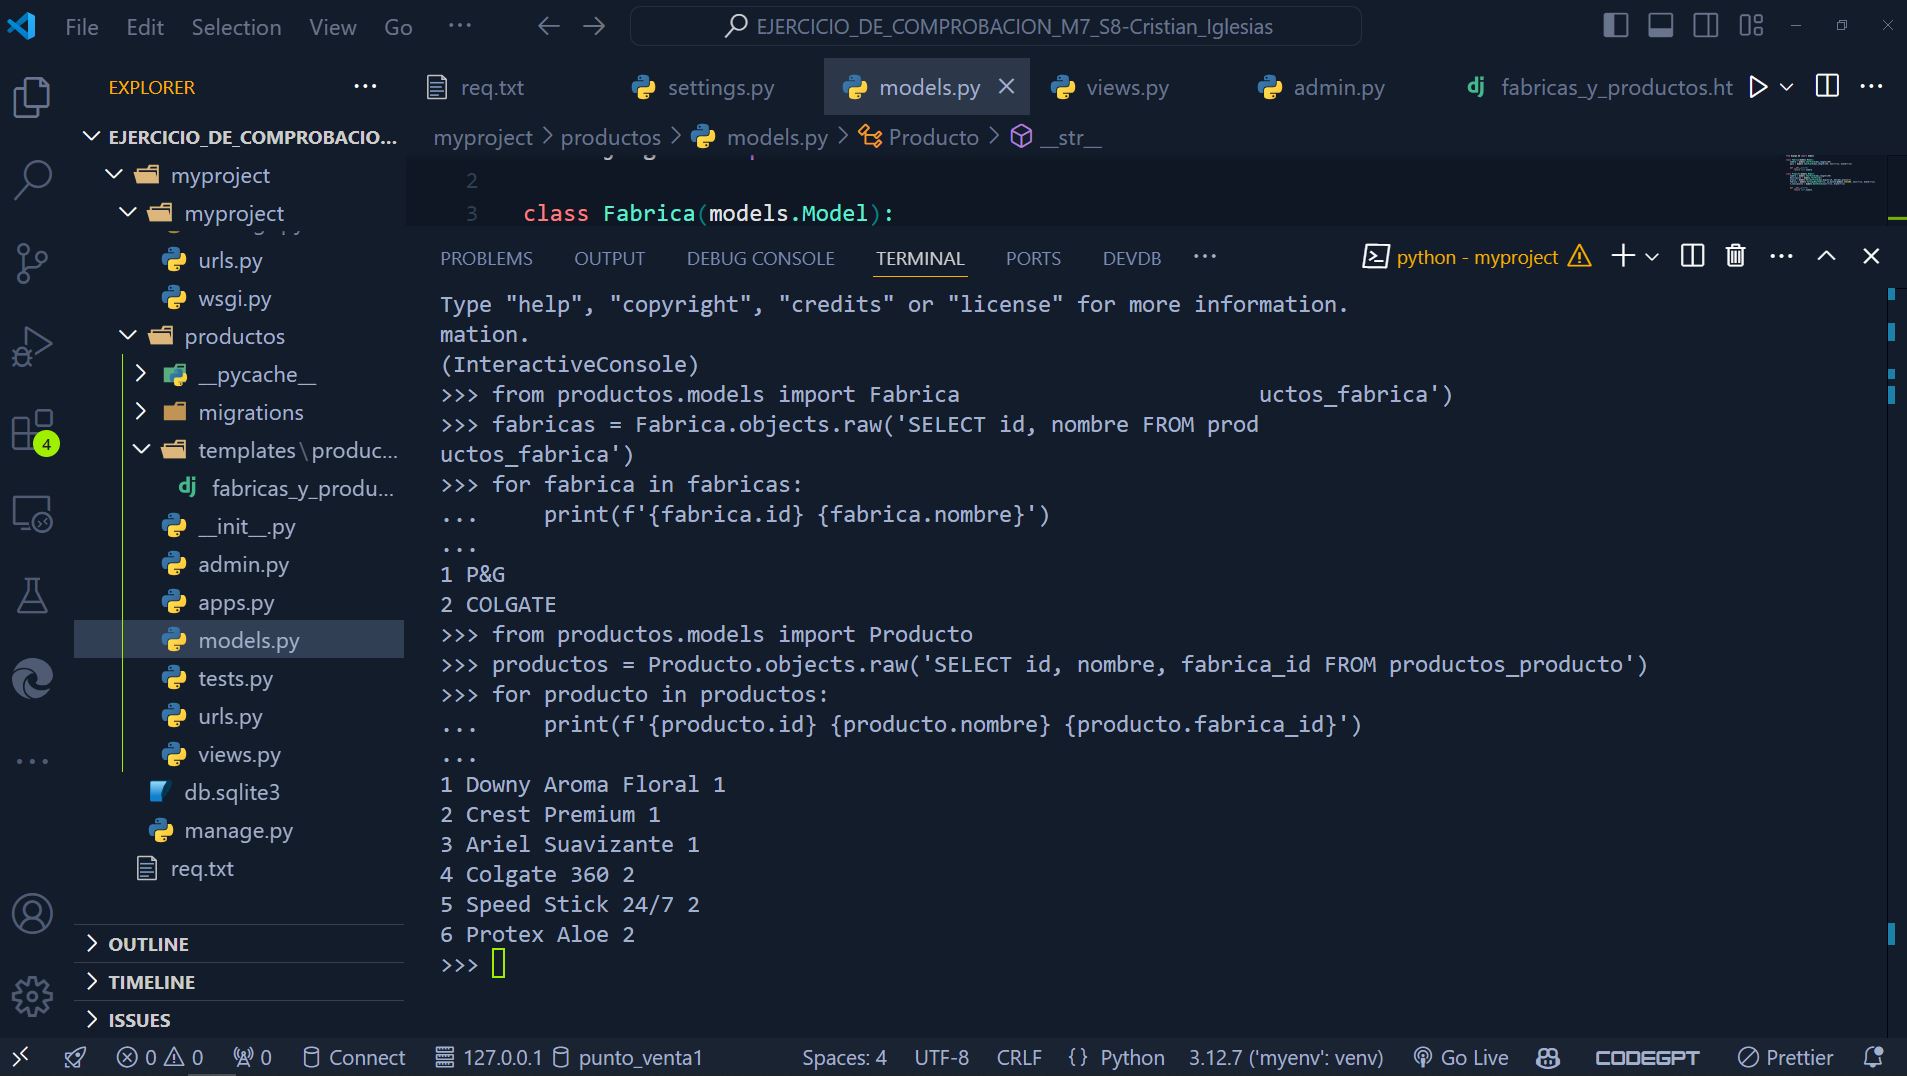 File Edit Selection View Go ···
EJERCICIO_DE_COMPROBACION_M7_S8-Cristian_Iglesias
EXPLORER
req.txt settings.py models.py views.py admin.py fabricas_y_productos.ht
EJERCICIO_DE_COMPROBACIO...
myproject > productos > models.py > Producto > __str__
myproject
myproject
urls.py
wsgi.py
productos
__pycache__
migrations
templates\produc...
fabricas_y_produ...
__init__.py
admin.py
apps.py
models.py
tests.py
urls.py
views.py
db.sqlite3
manage.py
req.txt
OUTLINE
TIMELINE
ISSUES
4
2
3 class Fabrica(models.Model):
PROBLEMS OUTPUT DEBUG CONSOLE TERMINAL PORTS DEVDB ···
python - myproject
Type "help", "copyright", "credits" or "license" for more information.
mation.
(InteractiveConsole)
>>> from productos.models import Fabrica uctos_fabrica')
>>> fabricas = Fabrica.objects.raw('SELECT id, nombre FROM prod
uctos_fabrica')
>>> for fabrica in fabricas:
... print(f'{fabrica.id} {fabrica.nombre}')
...
1 P&G
2 COLGATE
>>> from productos.models import Producto
>>> productos = Producto.objects.raw('SELECT id, nombre, fabrica_id FROM productos_producto')
>>> for producto in productos:
... print(f'{producto.id} {producto.nombre} {producto.fabrica_id}')
...
1 Downy Aroma Floral 1
2 Crest Premium 1
3 Ariel Suavizante 1
4 Colgate 360 2
5 Speed Stick 24/7 2
6 Protex Aloe 2
>>>
0 0 0 Connect 127.0.0.1 punto_venta1 Spaces: 4 UTF-8 CRLF {} Python 3.12.7 ('myenv': venv) Go Live CODEGPT Prettier